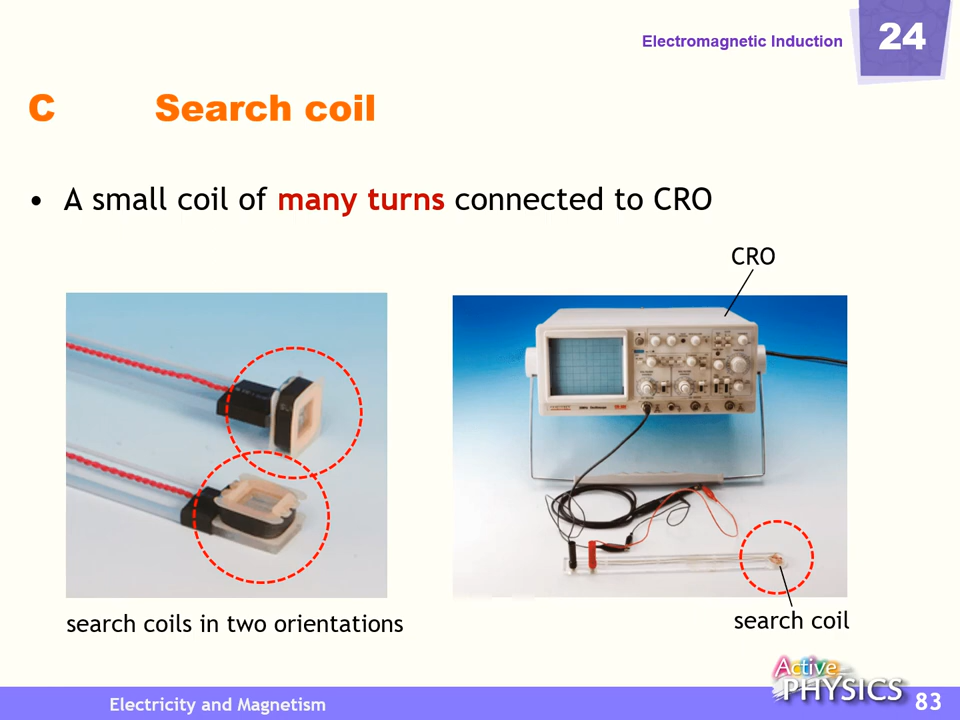 Electromagnetic Induction
24
C Search coil
• A small coil of many turns connected to CRO
CRO
search coils in two orientations
search coil
Active
PHYSICS
Electricity and Magnetism
83